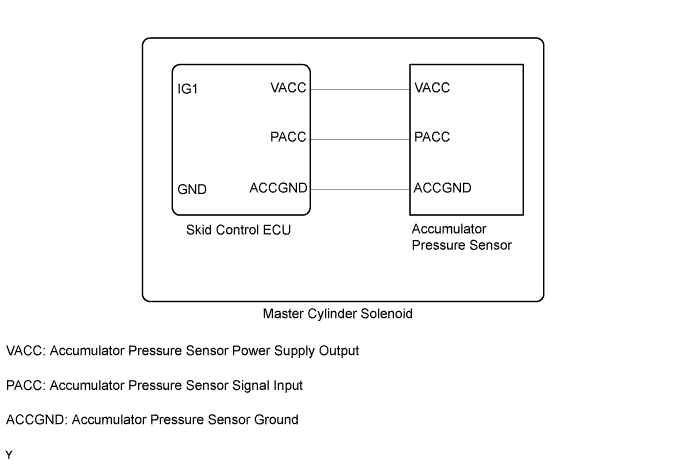 IG1 VACC VACC
PACC PACC
GND ACCGND ACCGND
Skid Control ECU
Accumulator
Pressure Sensor
Master Cylinder Solenoid
VACC: Accumulator Pressure Sensor Power Supply Output
PACC: Accumulator Pressure Sensor Signal Input
ACCGND: Accumulator Pressure Sensor Ground
Y